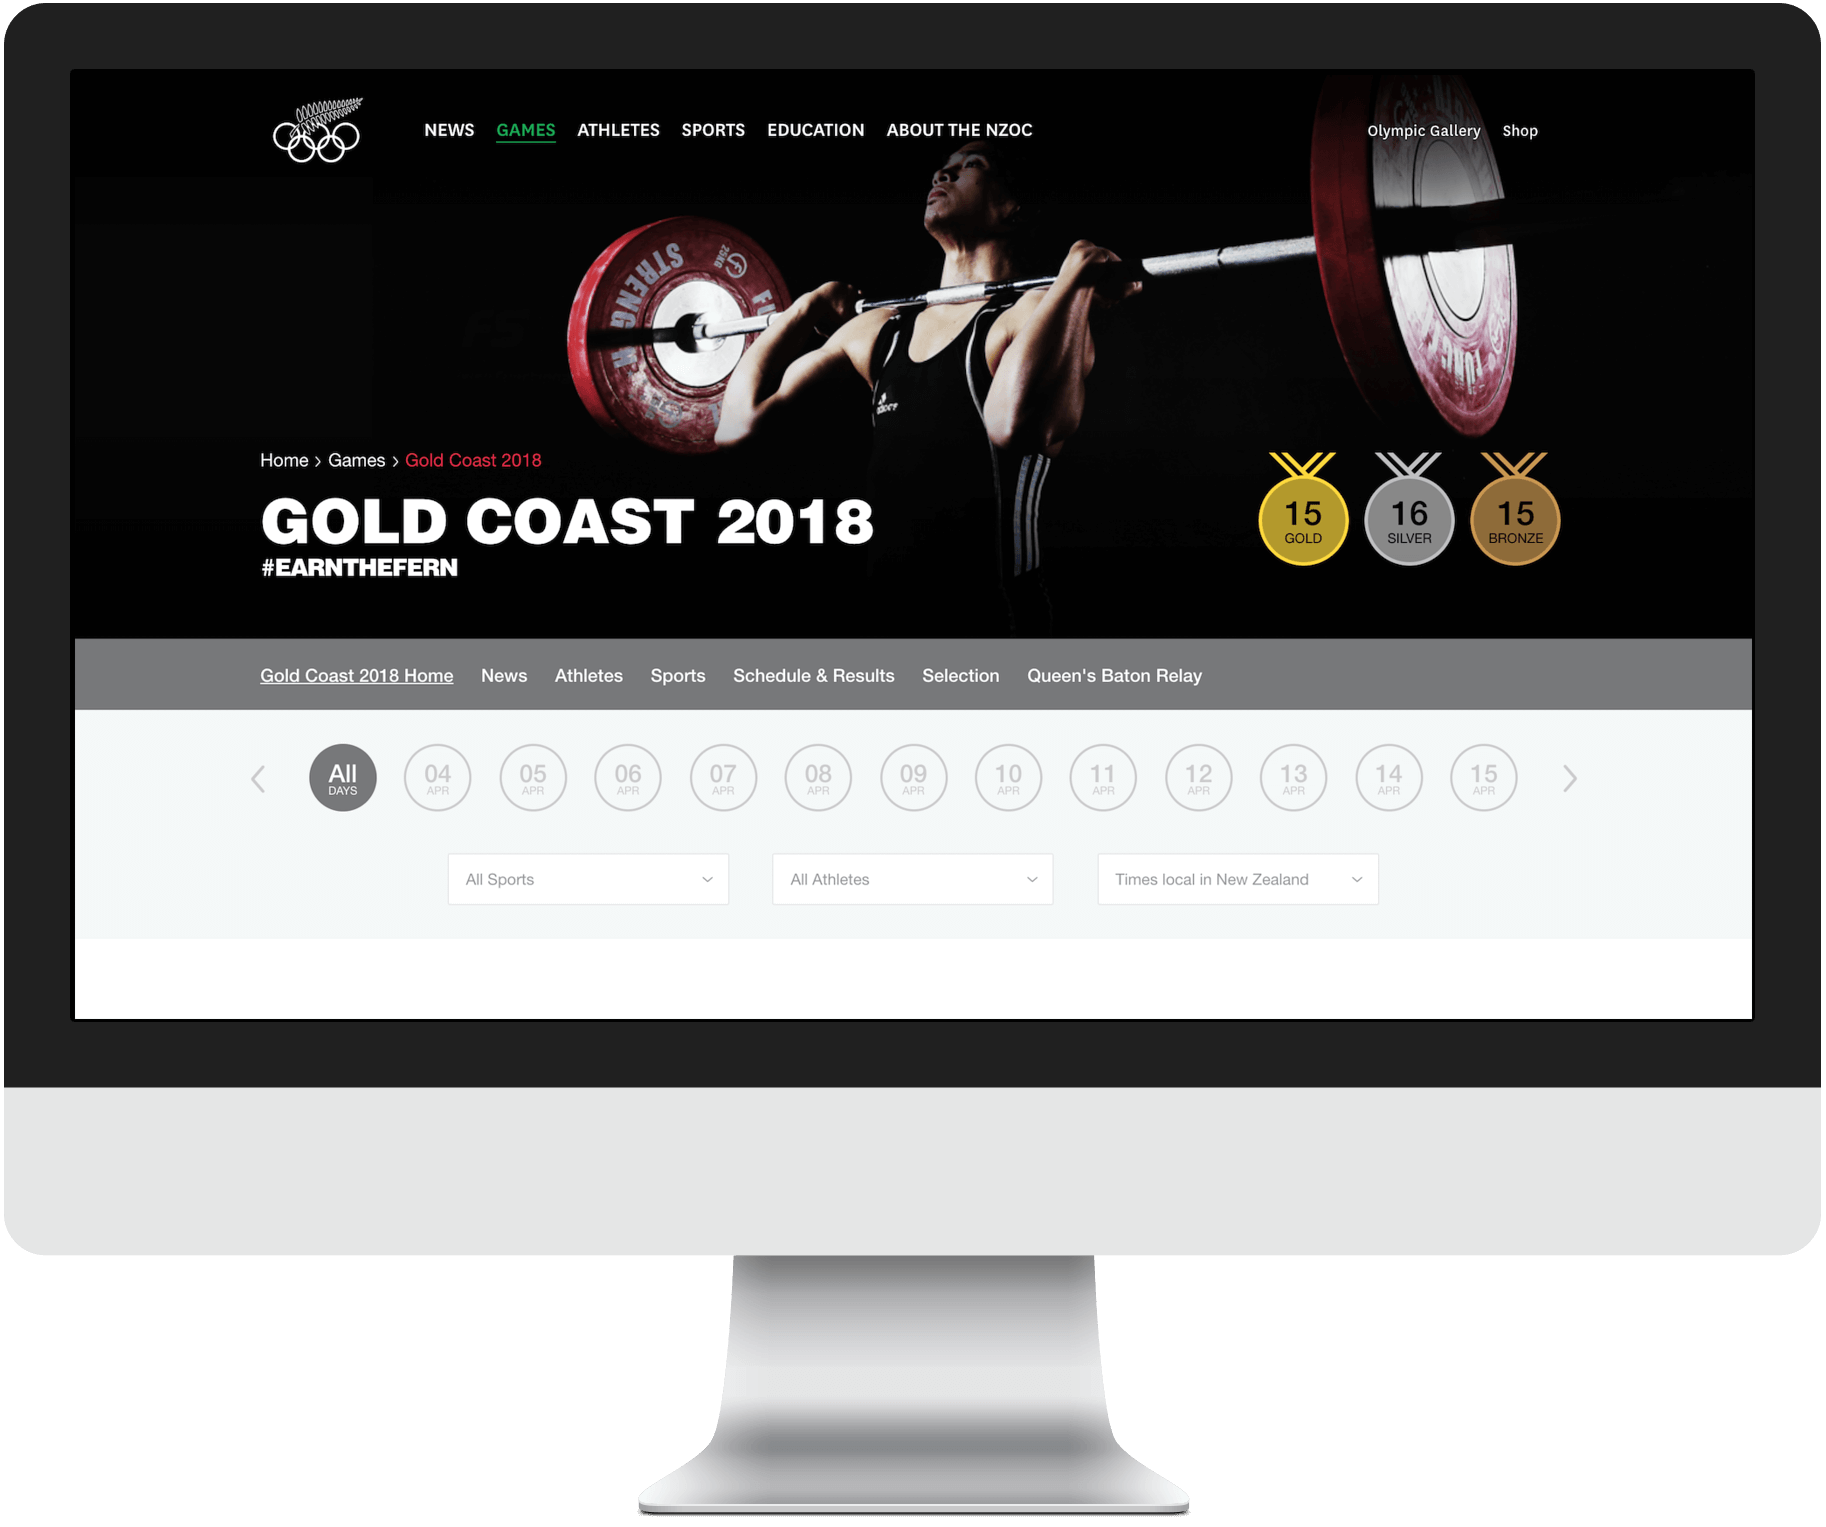 NEWS GAMES ATHLETES SPORTS EDUCATION ABOUT THE NZOC Olympic Gallery Shop
STRENGTH
25KG
Home › Games › Gold Coast 2018
GOLD COAST 2018
#EARNTHEFERN
15 GOLD
16 SILVER
15 BRONZE
Gold Coast 2018 Home News Athletes Sports Schedule & Results Selection Queen's Baton Relay
All DAYS
04 APR
05 APR
06 APR
07 APR
08 APR
09 APR
10 APR
11 APR
12 APR
13 APR
14 APR
15 APR
All Sports
All Athletes
Times local in New Zealand